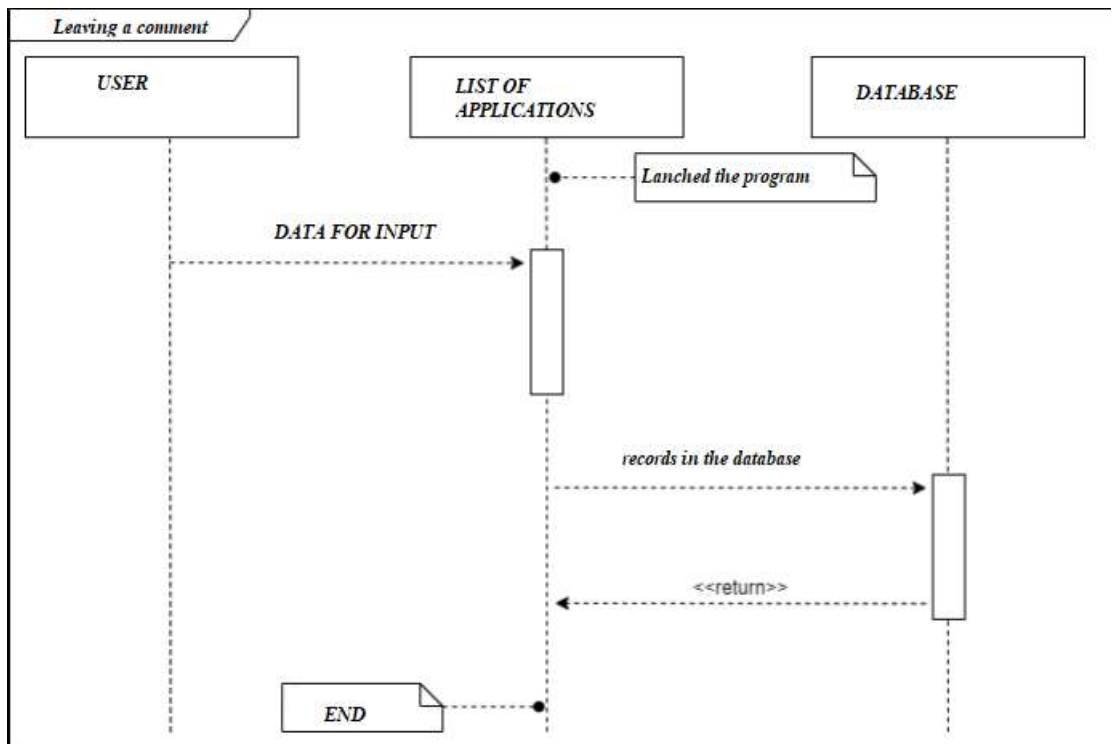 Leaving a comment
USER
LIST OF
APPLICATIONS
DATABASE
Lanched the program
DATA FOR INPUT
records in the database
<<return>>
END